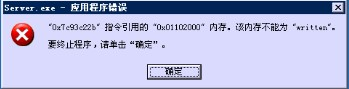 Server.exe - 应用程序错误
"0x7c93c22b" 指令引用的 "0x01102000" 内存。该内存不能为 "written"。
要终止程序,请单击"确定"。
确定